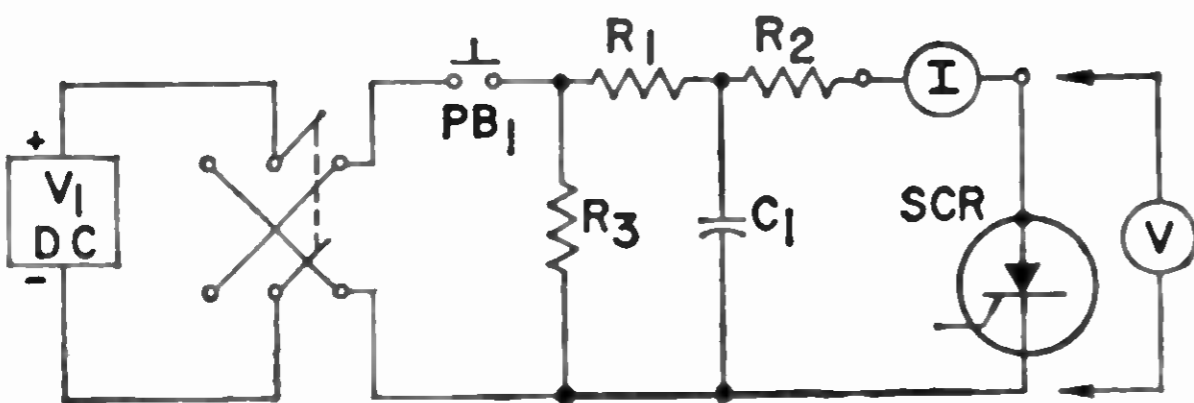 +
V1
DC
-
PB1
R1
R2
R3
C1
I
SCR
V